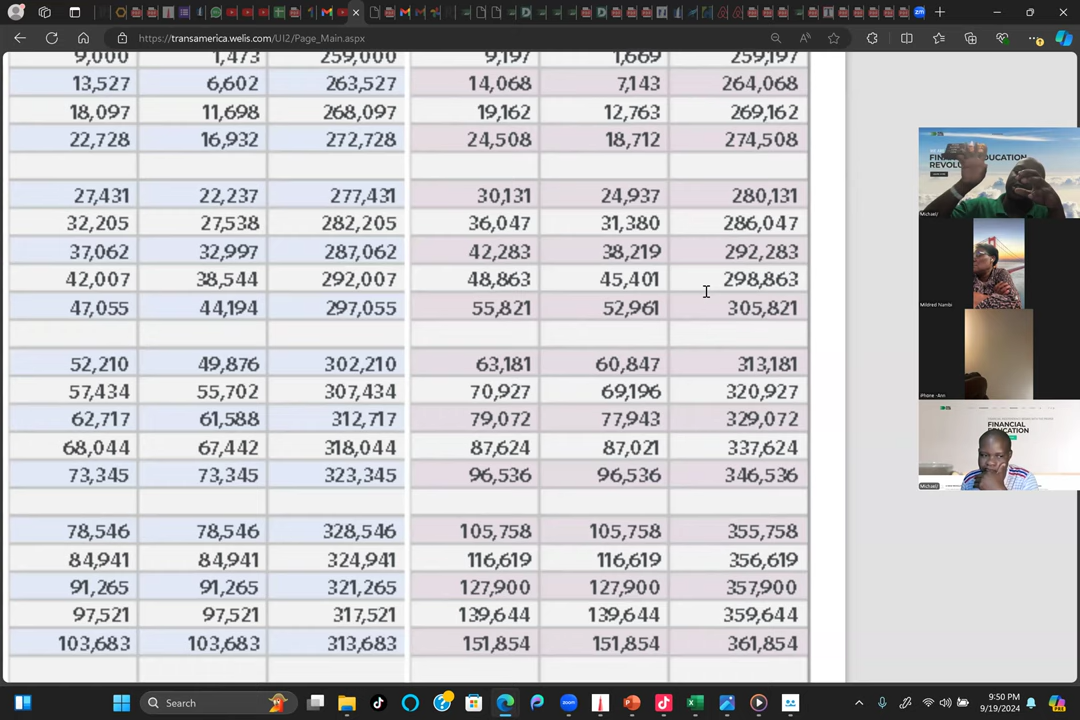 https://transamerica.welis.com/UI2/Page_Main.aspx
9,000 1,473 259,000 9,197 1,669 259,197
13,527 6,602 263,527 14,068 7,143 264,068
18,097 11,698 268,097 19,162 12,763 269,162
22,728 16,932 272,728 24,508 18,712 274,508
27,431 22,237 277,431 30,131 24,937 280,131
32,205 27,538 282,205 36,047 31,380 286,047
37,062 32,997 287,062 42,283 38,219 292,283
42,007 38,544 292,007 48,863 45,401 298,863
47,055 44,194 297,055 55,821 52,961 305,821
52,210 49,876 302,210 63,181 60,847 313,181
57,434 55,702 307,434 70,927 69,196 320,927
62,717 61,588 312,717 79,072 77,943 329,072
68,044 67,442 318,044 87,624 87,021 337,624
73,345 73,345 323,345 96,536 96,536 346,536
78,546 78,546 328,546 105,758 105,758 355,758
84,941 84,941 324,941 116,619 116,619 356,619
91,265 91,265 321,265 127,900 127,900 357,900
97,521 97,521 317,521 139,644 139,644 359,644
103,683 103,683 313,683 151,854 151,854 361,854
EDUCATION
Michael/
Mildred Nambi
iPhone -Ann
FINANCIAL
EDUCATION
Michael/
Search
9:50 PM
9/19/2024